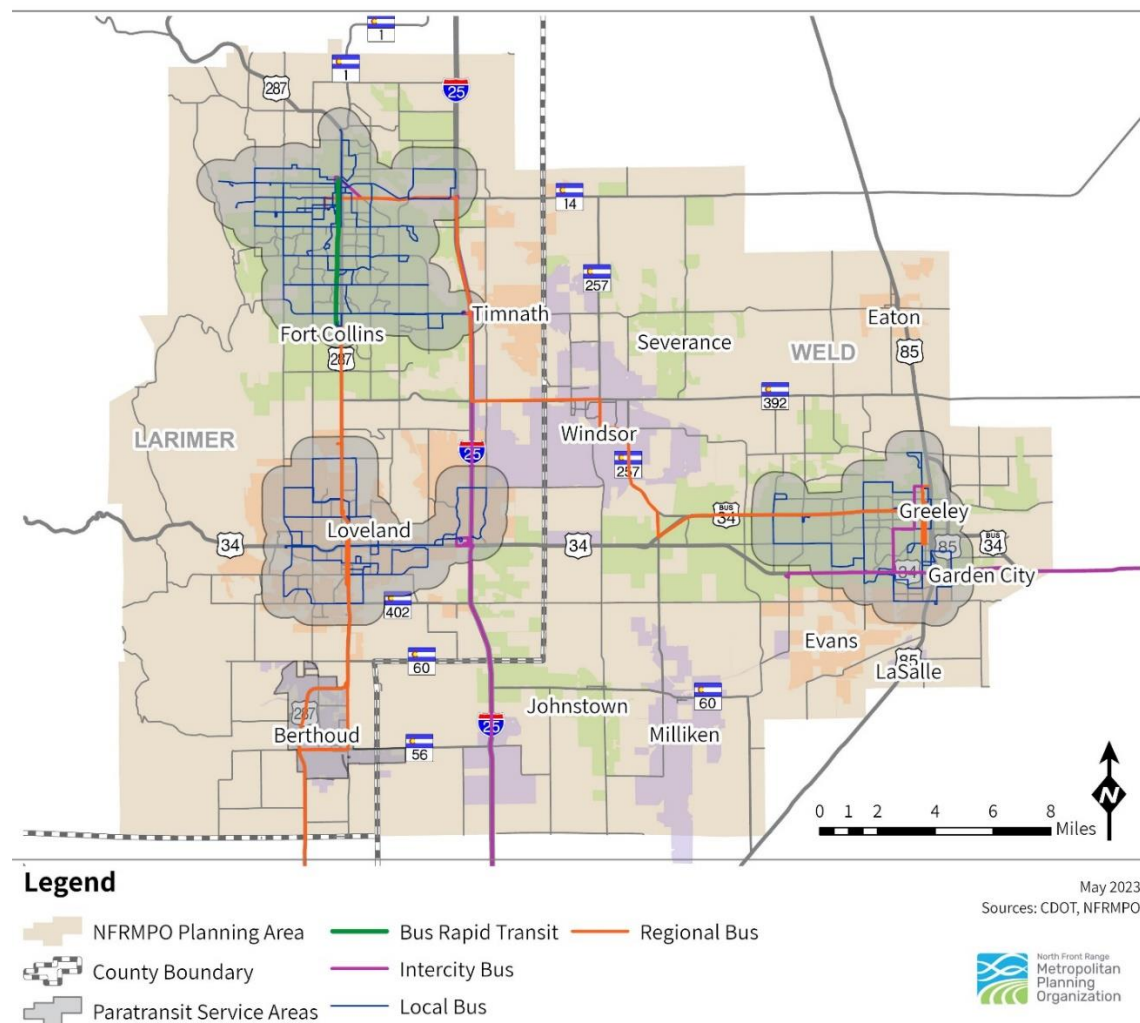 1
1
287
25
14
257
Timnath
Eaton
Fort Collins
Severance
287
WELD
85
392
LARIMER
Windsor
25
257
BUS
34
Loveland
Greeley
34
34
85
BUS
34
34
Garden City
402
Evans
60
85
LaSalle
60
287
Johnstown
25
Berthoud
56
Milliken
N
0 1 2 4 6 8
Miles
Legend
May 2023
Sources: CDOT, NFRMPO
NFRMPO Planning Area
Bus Rapid Transit
Regional Bus
County Boundary
Intercity Bus
Paratransit Service Areas
Local Bus
North Front Range
Metropolitan
Planning
Organization